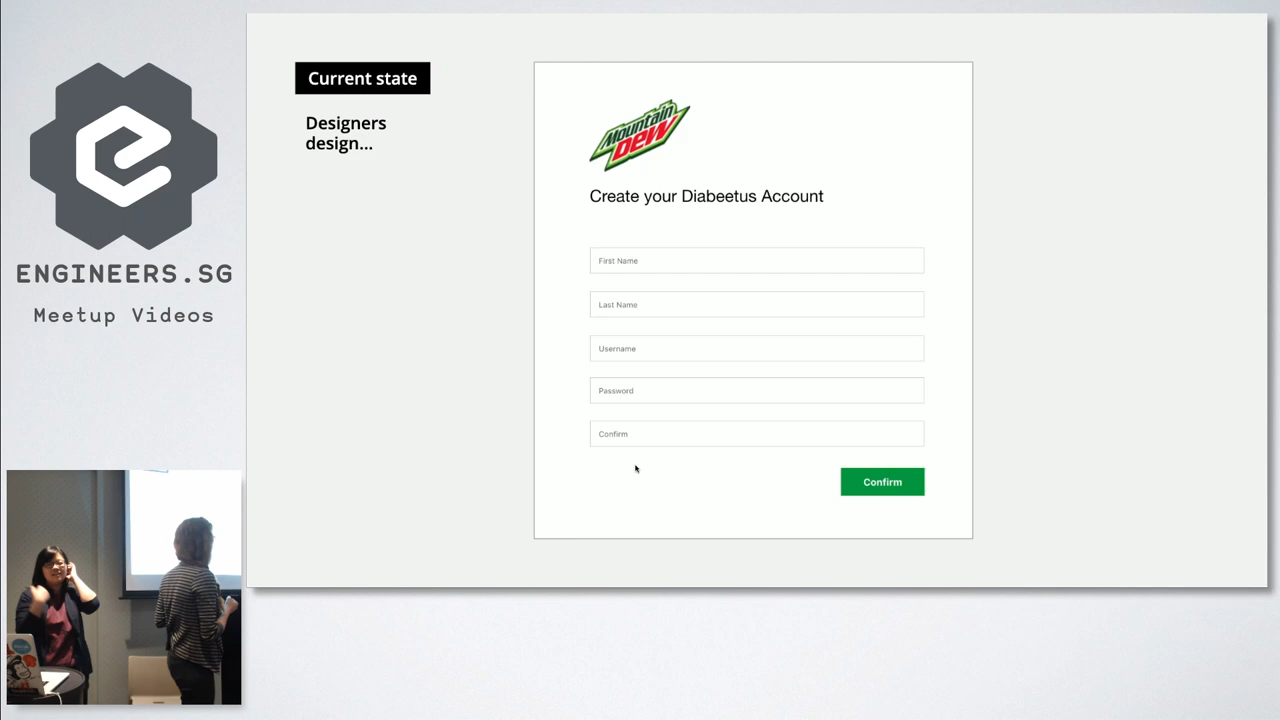 ENGINEERS.SG
Meetup Videos
Current state
Designers
design...
Mountain
Dew
Create your Diabeetus Account
First Name
Last Name
Username
Password
Confirm
Confirm